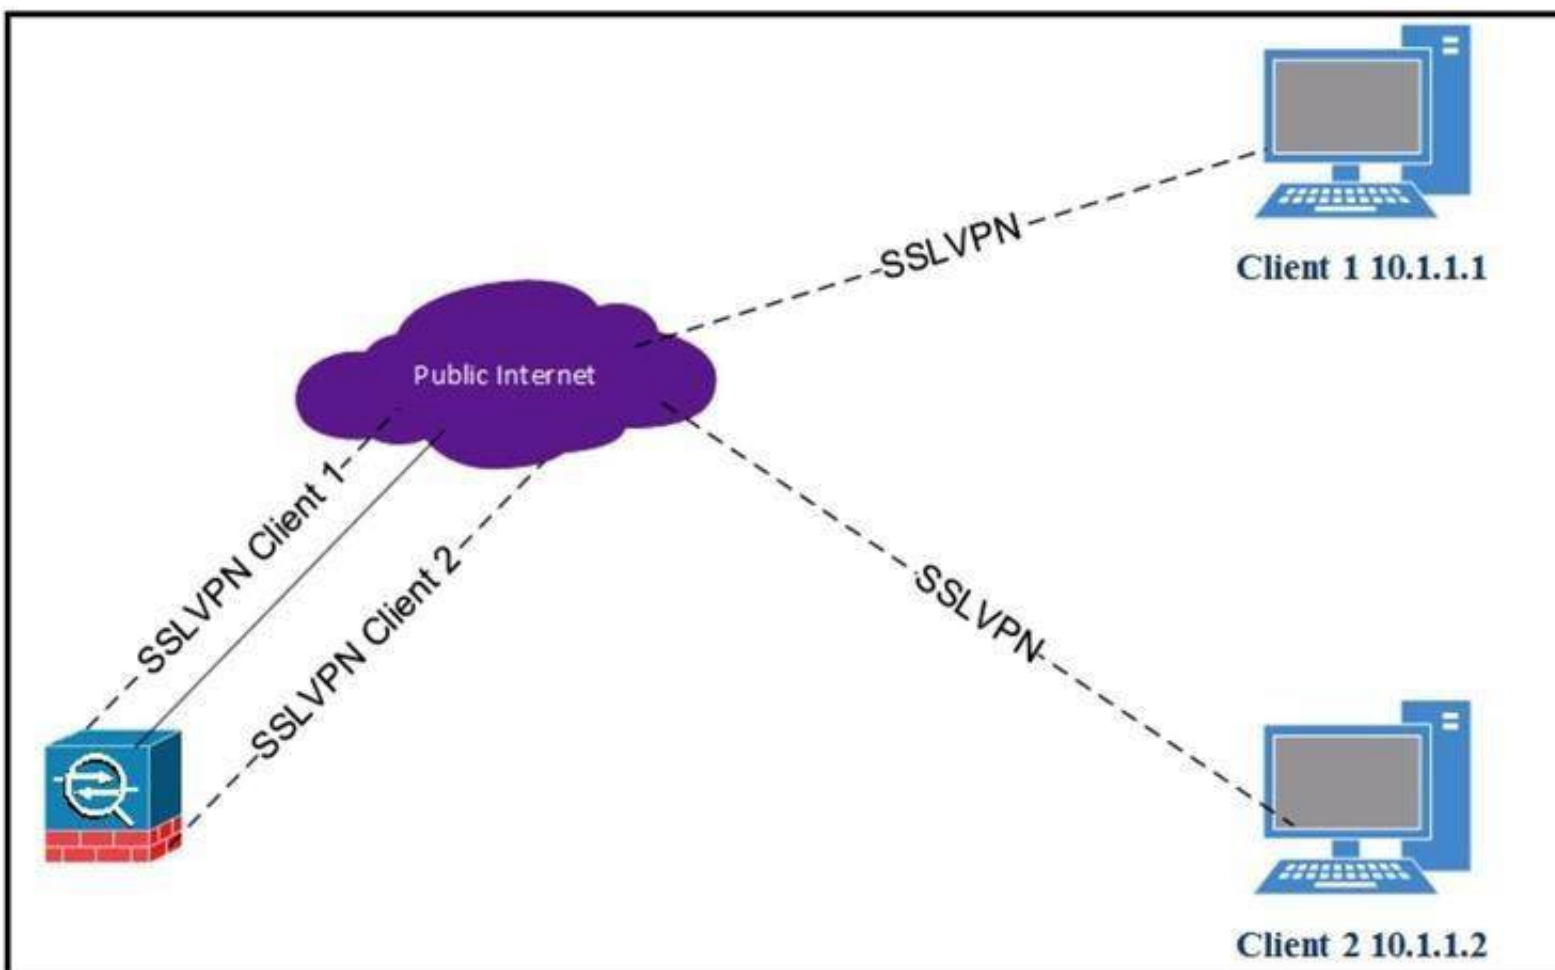 SSLVPN
Client 1 10.1.1.1
Public Internet
SSLVPN Client 1
SSLVPN Client 2
SSLVPN
Client 2 10.1.1.2